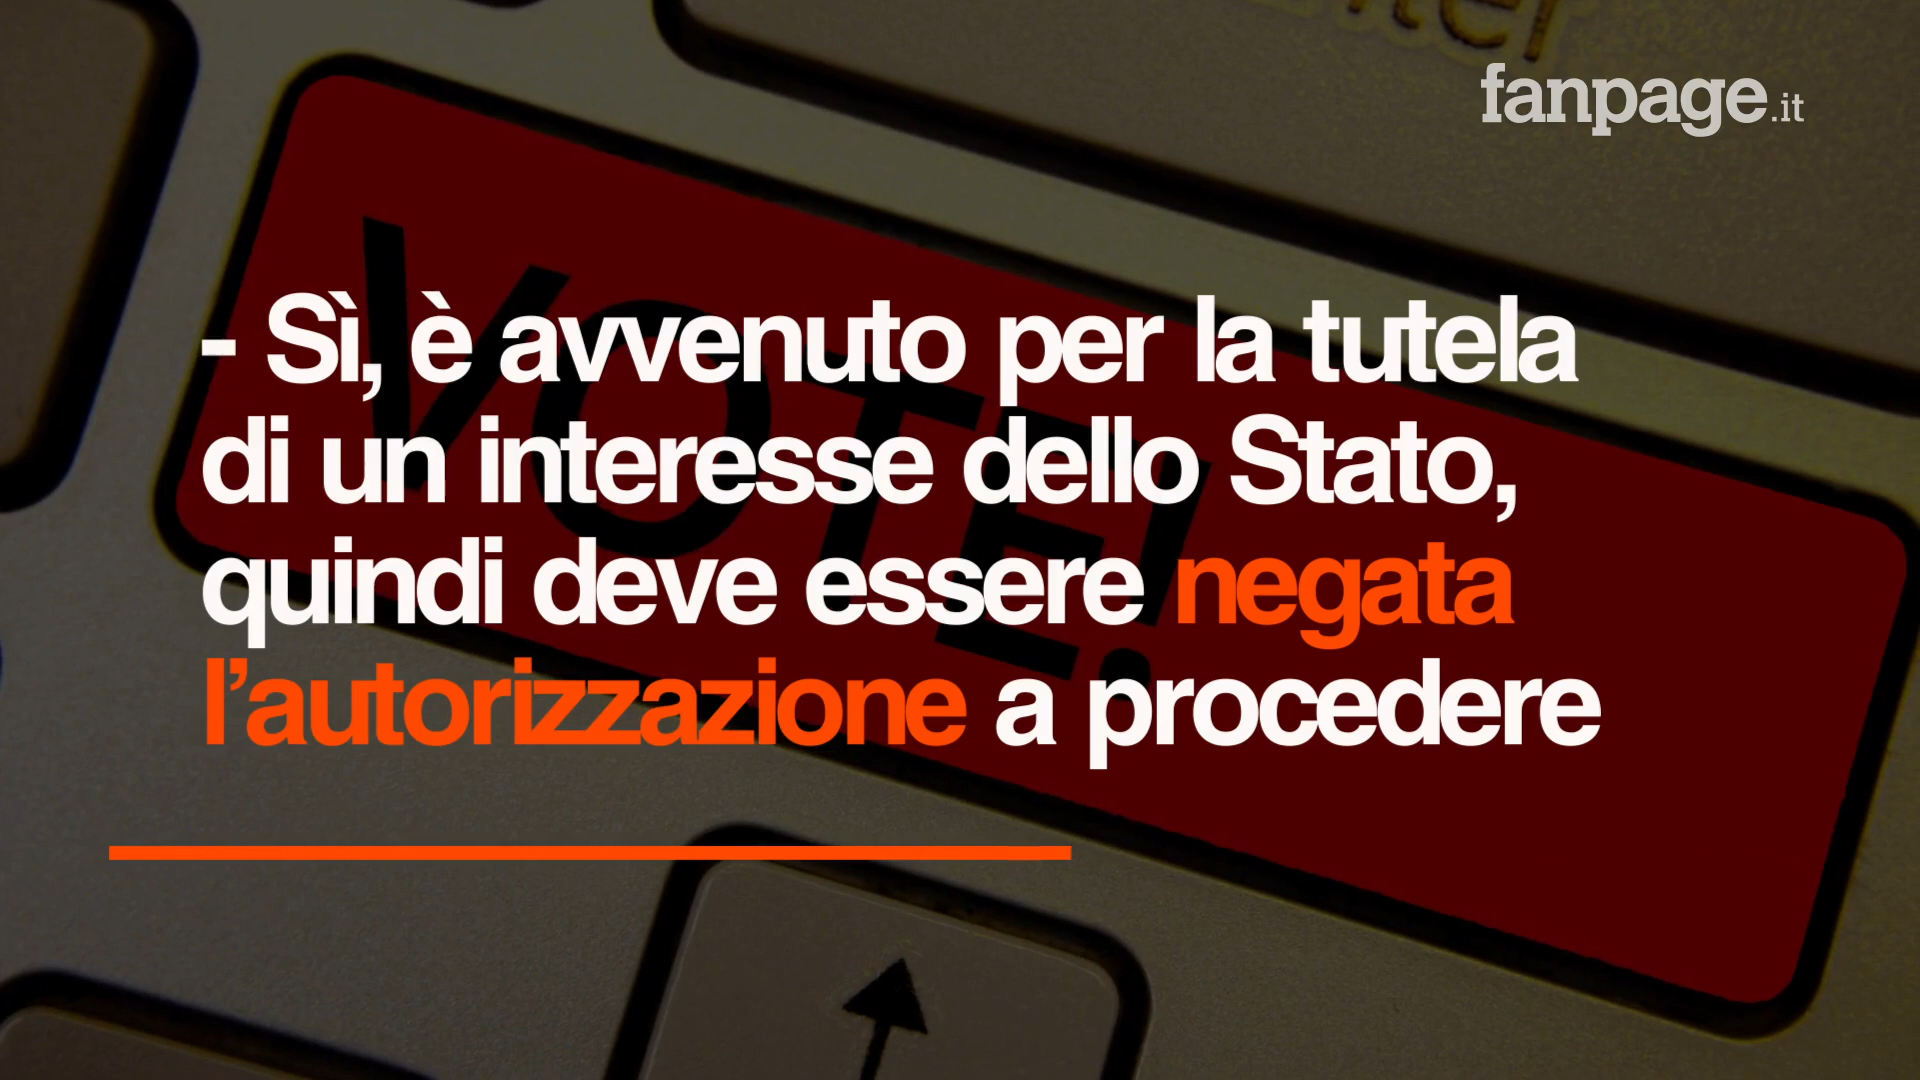 fanpage.it
- Sì, è avvenuto per la tutela
di un interesse dello Stato,
quindi deve essere negata
l’autorizzazione a procedere
VOTE!